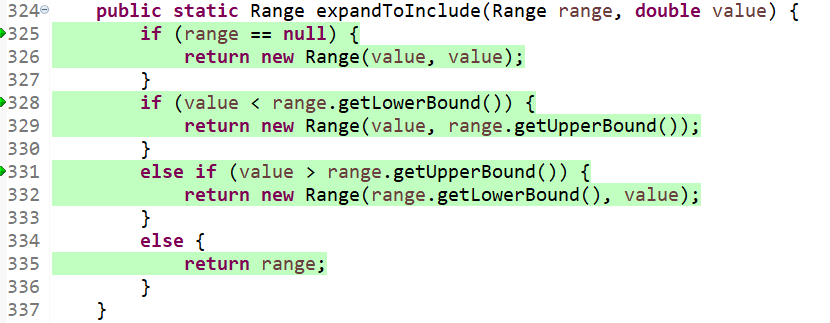 324 public static Range expandToInclude(Range range, double value) {
325 if (range == null) {
326 return new Range(value, value);
327 }
328 if (value < range.getLowerBound()) {
329 return new Range(value, range.getUpperBound());
330 }
331 else if (value > range.getUpperBound()) {
332 return new Range(range.getLowerBound(), value);
333 }
334 else {
335 return range;
336 }
337 }